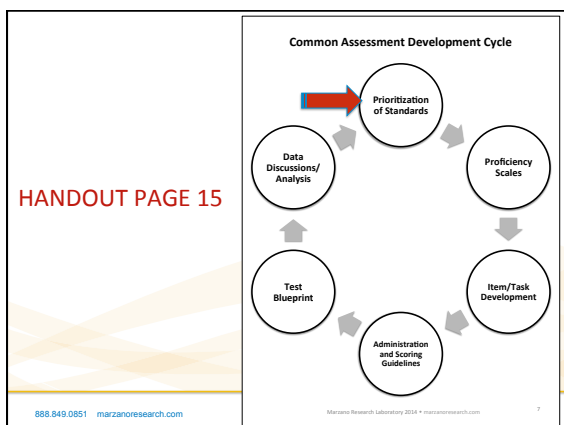 Common Assessment Development Cycle
Prioritization
of Standards
Data
Discussions/
Analysis
Proficiency
Scales
HANDOUT PAGE 15
Test
Blueprint
Item/Task
Development
Administration
and Scoring
Guidelines
888.849.0851 marzanoresearch.com
Marzano Research Laboratory 2014 • marzanoresearch.com
7